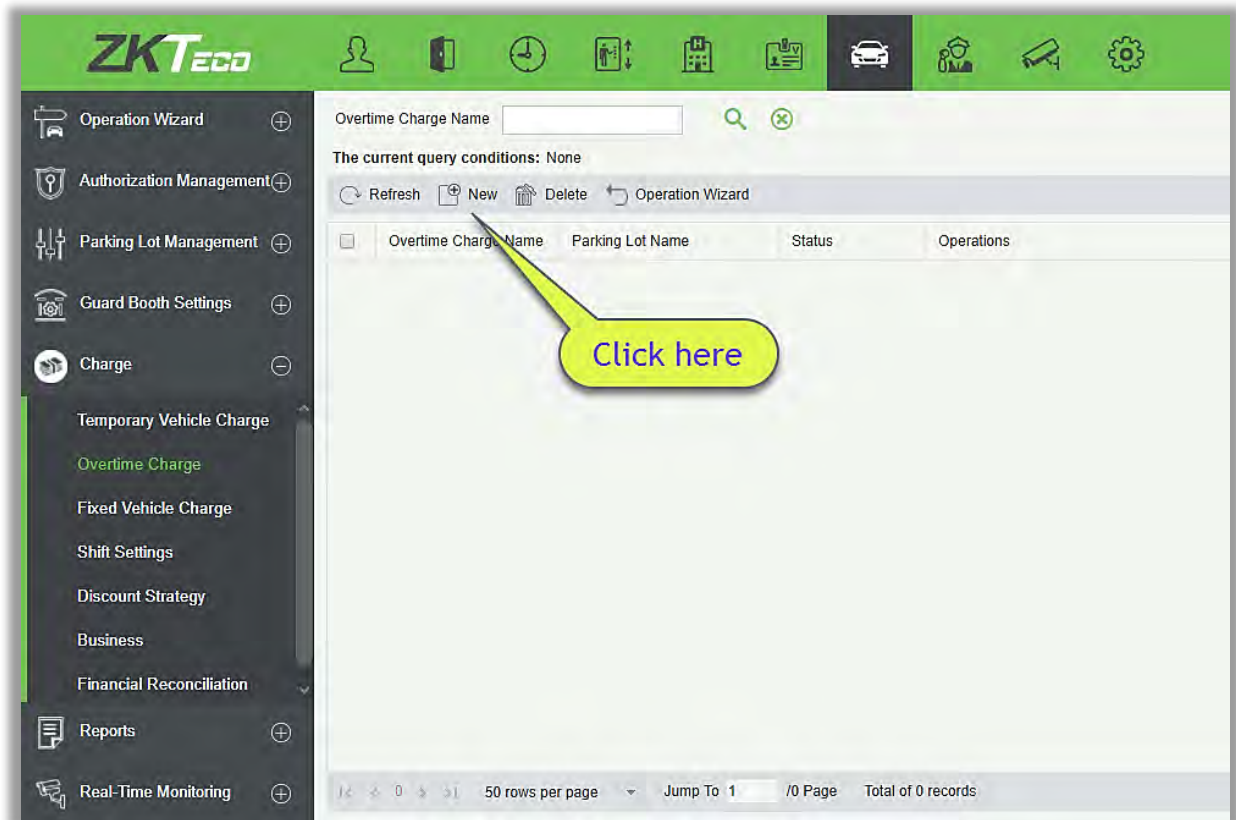 ZKTeco
Operation Wizard
Authorization Management
Parking Lot Management
Guard Booth Settings
Charge
Temporary Vehicle Charge
Overtime Charge
Fixed Vehicle Charge
Shift Settings
Discount Strategy
Business
Financial Reconciliation
Reports
Real-Time Monitoring
Overtime Charge Name
The current query conditions: None
Refresh New Delete Operation Wizard
Overtime Charge Name Parking Lot Name Status Operations
Click here
0 50 rows per page Jump To 1 /0 Page Total of 0 records